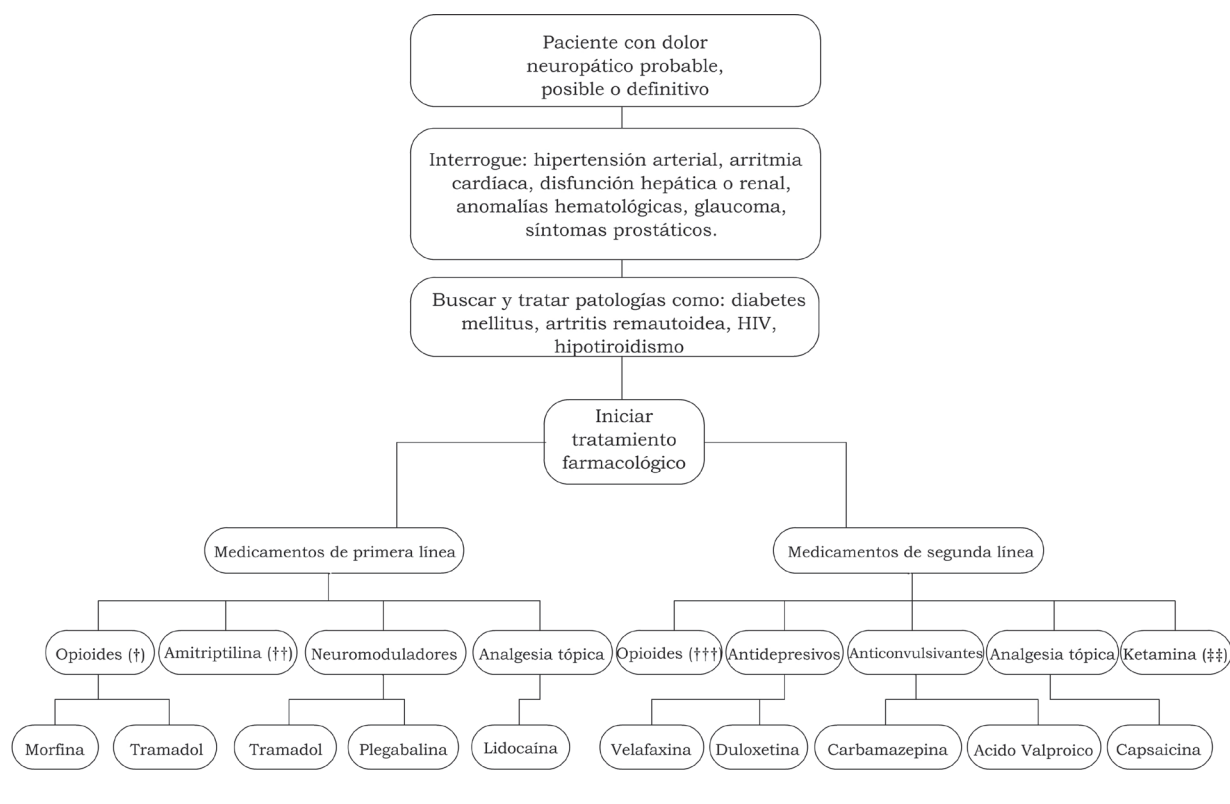 Paciente con dolor
neuropático probable,
posible o definitivo
Interrogue: hipertensión arterial, arritmia
cardíaca, disfunción hepática o renal,
anomalías hematológicas, glaucoma,
síntomas prostáticos.
Buscar y tratar patologías como: diabetes
mellitus, artritis remautoidea, HIV,
hipotiroidismo
Iniciar
tratamiento
farmacológico
Medicamentos de primera línea
Medicamentos de segunda línea
Opioides (†)
Amitriptilina (††)
Neuromoduladores
Analgesia tópica
Opioides (†††)
Antidepresivos
Anticonvulsivantes
Analgesia tópica
Ketamina (‡‡)
Morfina
Tramadol
Tramadol
Plegabalina
Lidocaína
Velafaxina
Duloxetina
Carbamazepina
Acido Valproico
Capsaicina